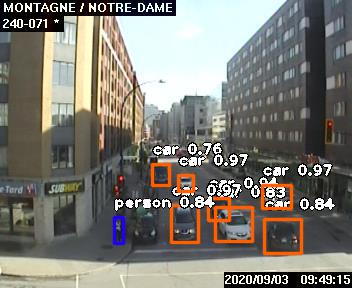 MONTAGNE / NOTRE-DAME
240-071 *
car 0.76
car 0.97
car 0.97
car 0.97
0.83
person 0.84
car 0.84
Tard
SUBWAY
2020/09/03 09:49:15